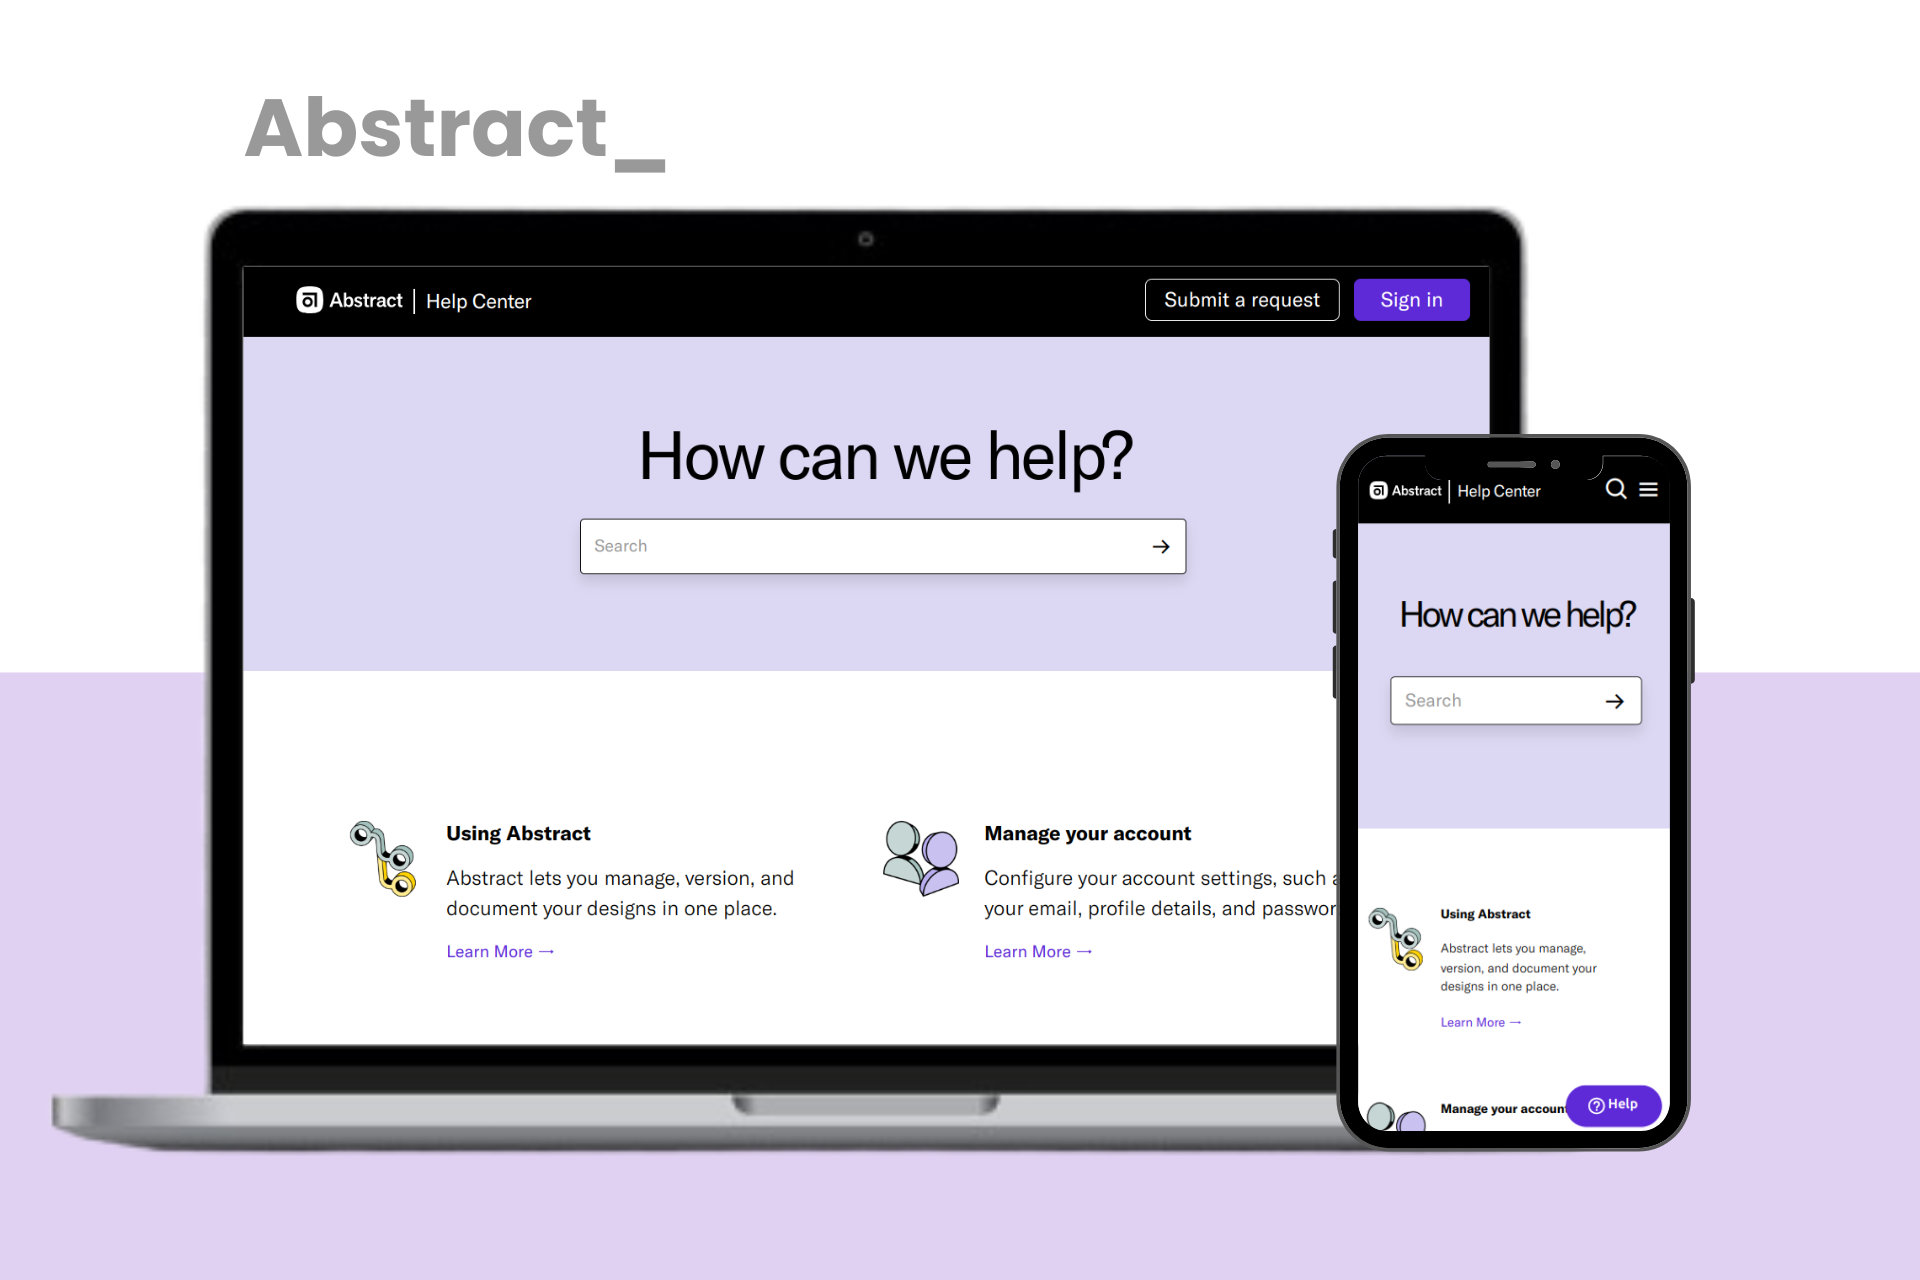 Abstract_
Abstract | Help Center
Submit a request
Sign in
How can we help?
Search
Using Abstract
Abstract lets you manage, version, and
document your designs in one place.
Learn More →
Manage your account
Configure your account settings, such
your email, profile details, and passwor
Learn More →
Abstract | Help Center
How can we help?
Search
Using Abstract
Abstract lets you manage,
version, and document your
designs in one place.
Learn More →
Manage your accoun
Help